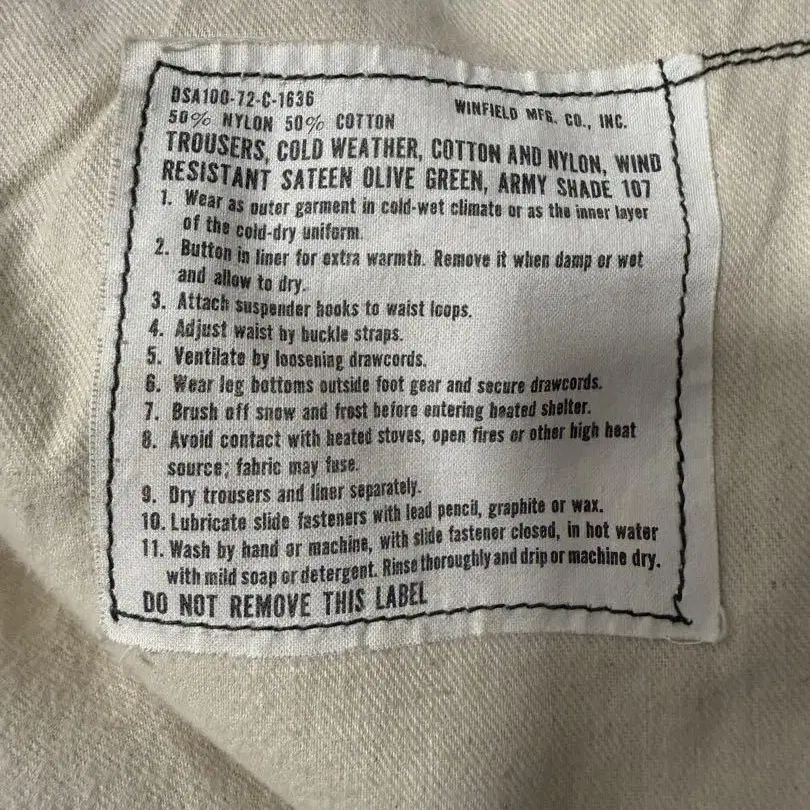 DSA100-72-C-1636
WINFIELD MFG. CO., INC.
50% NYLON 50% COTTON
TROUSERS, COLD WEATHER, COTTON AND NYLON, WIND
RESISTANT SATEEN OLIVE GREEN, ARMY SHADE 107
1. Wear as outer garment in cold-wet climate or as the inner layer
of the cold-dry uniform.
2. Button in liner for extra warmth. Remove it when damp or wet
and allow to dry.
3. Attach suspender hooks to waist loops.
4. Adjust waist by buckle straps.
5. Ventilate by loosening drawcords.
6. Wear leg bottoms outside foot gear and secure drawcords.
7. Brush off snow and frost before entering heated shelter.
8. Avoid contact with heated stoves, open fires or other high heat
source; fabric may fuse.
9. Dry trousers and liner separately.
10. Lubricate slide fasteners with lead pencil, graphite or wax.
11. Wash by hand or machine, with slide fastener closed, in hot water
with mild soap or detergent. Rinse thoroughly and drip or machine dry.
DO NOT REMOVE THIS LABEL